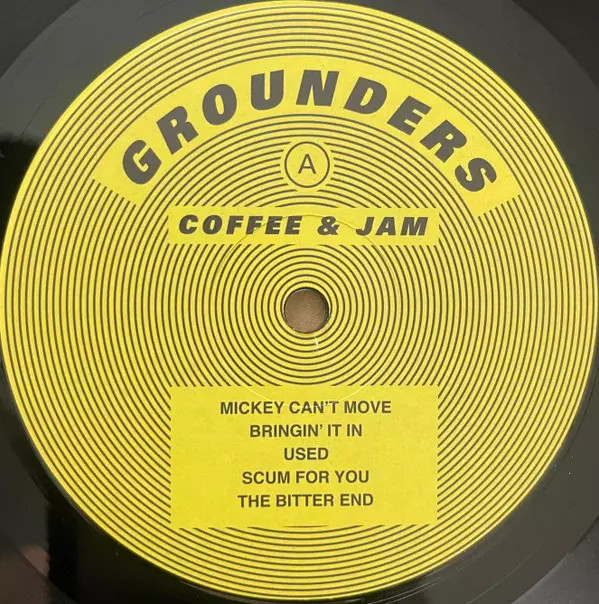 GROUNDERS
A
COFFEE & JAM
MICKEY CAN'T MOVE
BRINGIN' IT IN
USED
SCUM FOR YOU
THE BITTER END